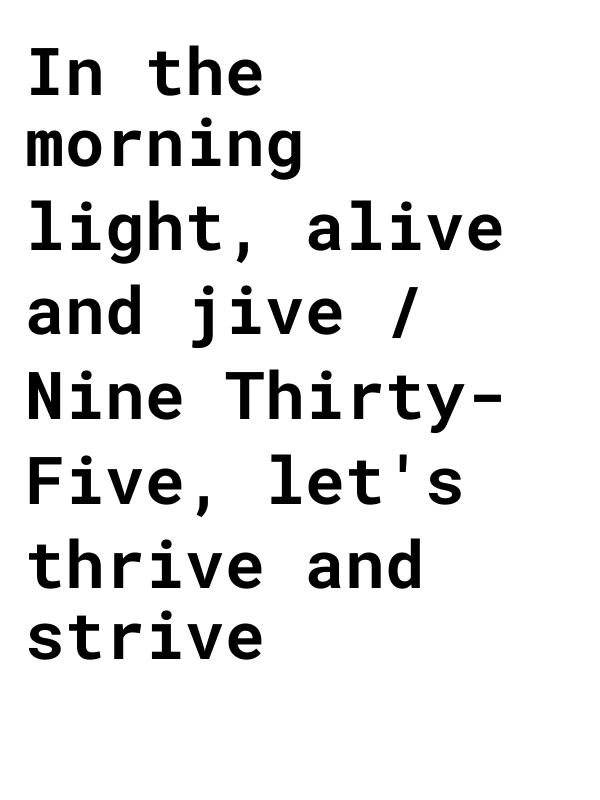 In the
morning
light, alive
and jive /
Nine Thirty-
Five, let's
thrive and
strive